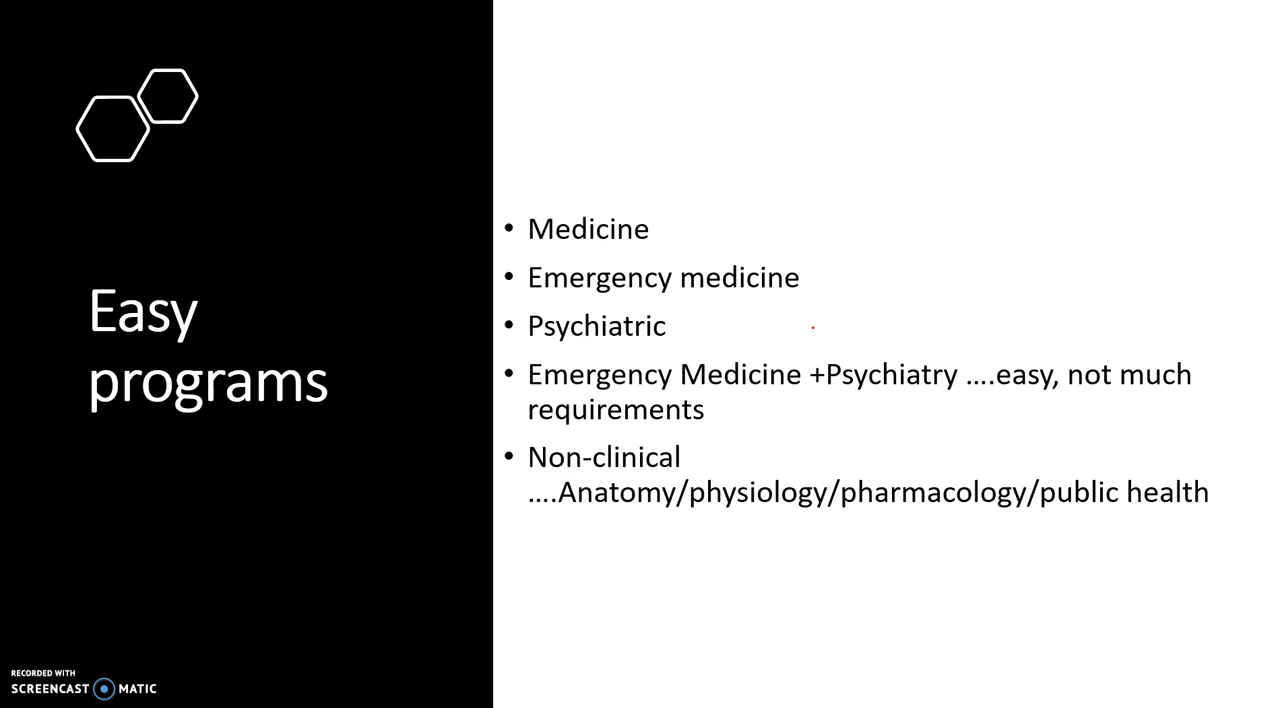 Easy
programs
• Medicine
• Emergency medicine
• Psychiatric
• Emergency Medicine +Psychiatry ....easy, not much
requirements
• Non-clinical
....Anatomy/physiology/pharmacology/public health
RECORDED WITH
SCREENCAST MATIC